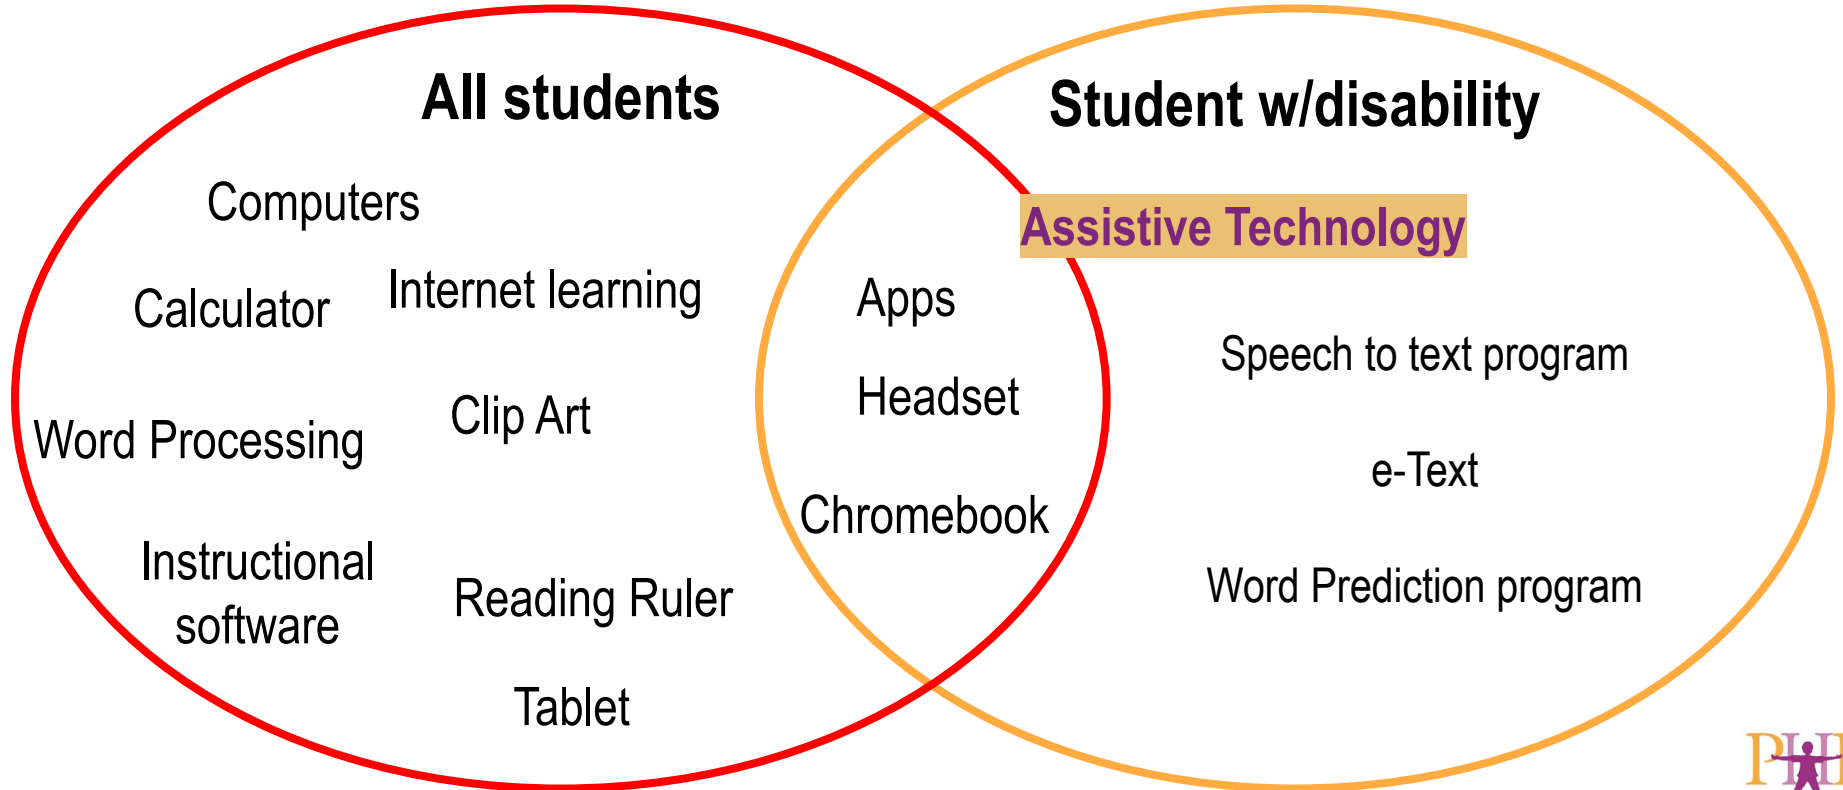 All students
Computers
Calculator
Internet learning
Word Processing
Clip Art
Instructional
software
Reading Ruler
Tablet
Apps
Headset
Chromebook
Student w/disability
Assistive Technology
Speech to text program
e-Text
Word Prediction program